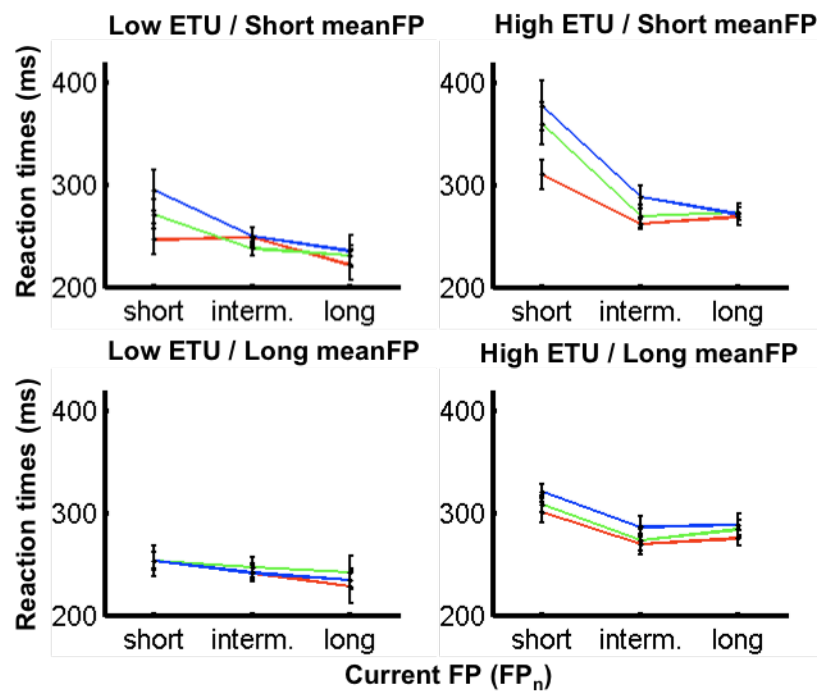 Low ETU / Short meanFP
High ETU / Short meanFP
Reaction times (ms)
400
300
200
short interm. long
400
300
200
short interm. long
Low ETU / Long meanFP
High ETU / Long meanFP
Reaction times (ms)
400
300
200
short interm. long
400
300
200
short interm. long
Current FP (FPn)